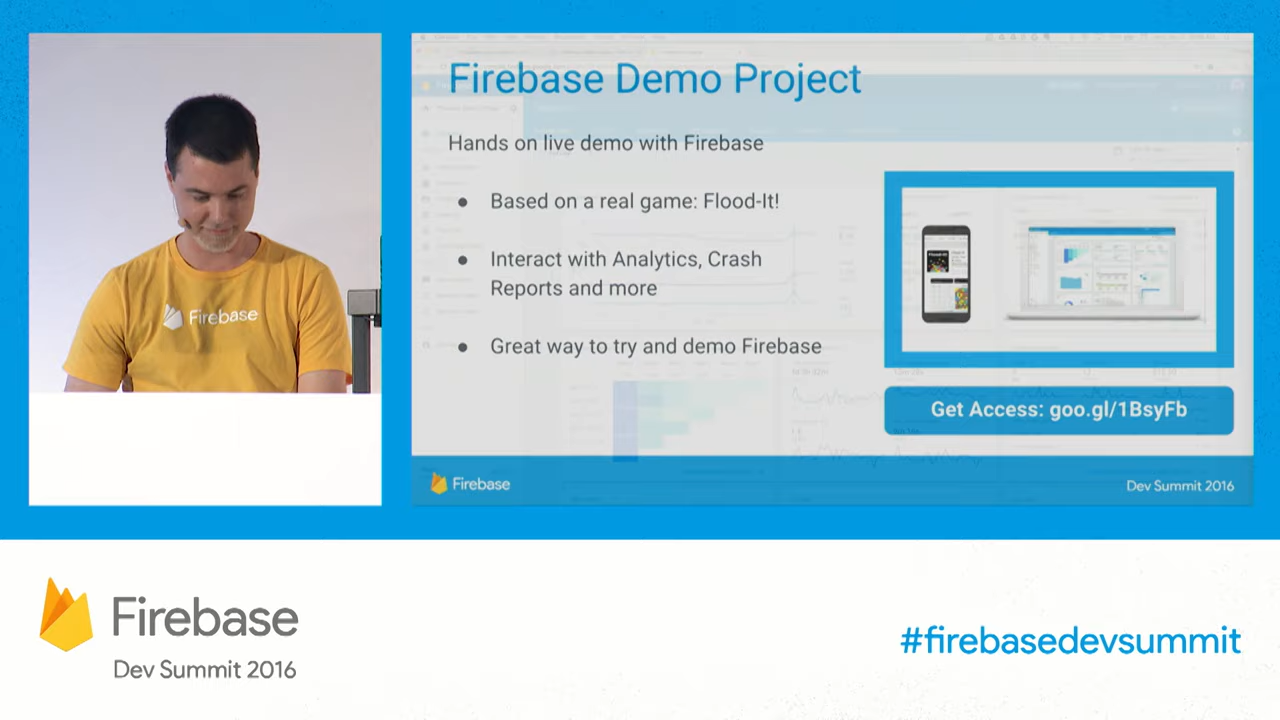 Firebase
Firebase Demo Project
Hands on live demo with Firebase
● Based on a real game: Flood-It!
● Interact with Analytics, Crash
Reports and more
● Great way to try and demo Firebase
Get Access: goo.gl/1BsyFb
Firebase
Dev Summit 2016
Firebase
Dev Summit 2016
#firebasedevsummit